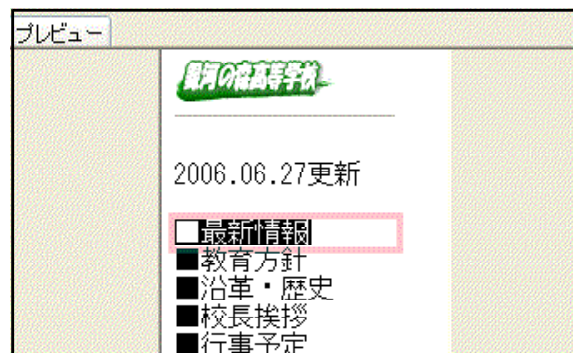 プレビュー
銀河の森高等学校
2006.06.27更新
□最新情報
■教育方針
■沿革・歴史
■校長挨拶
■行事予定